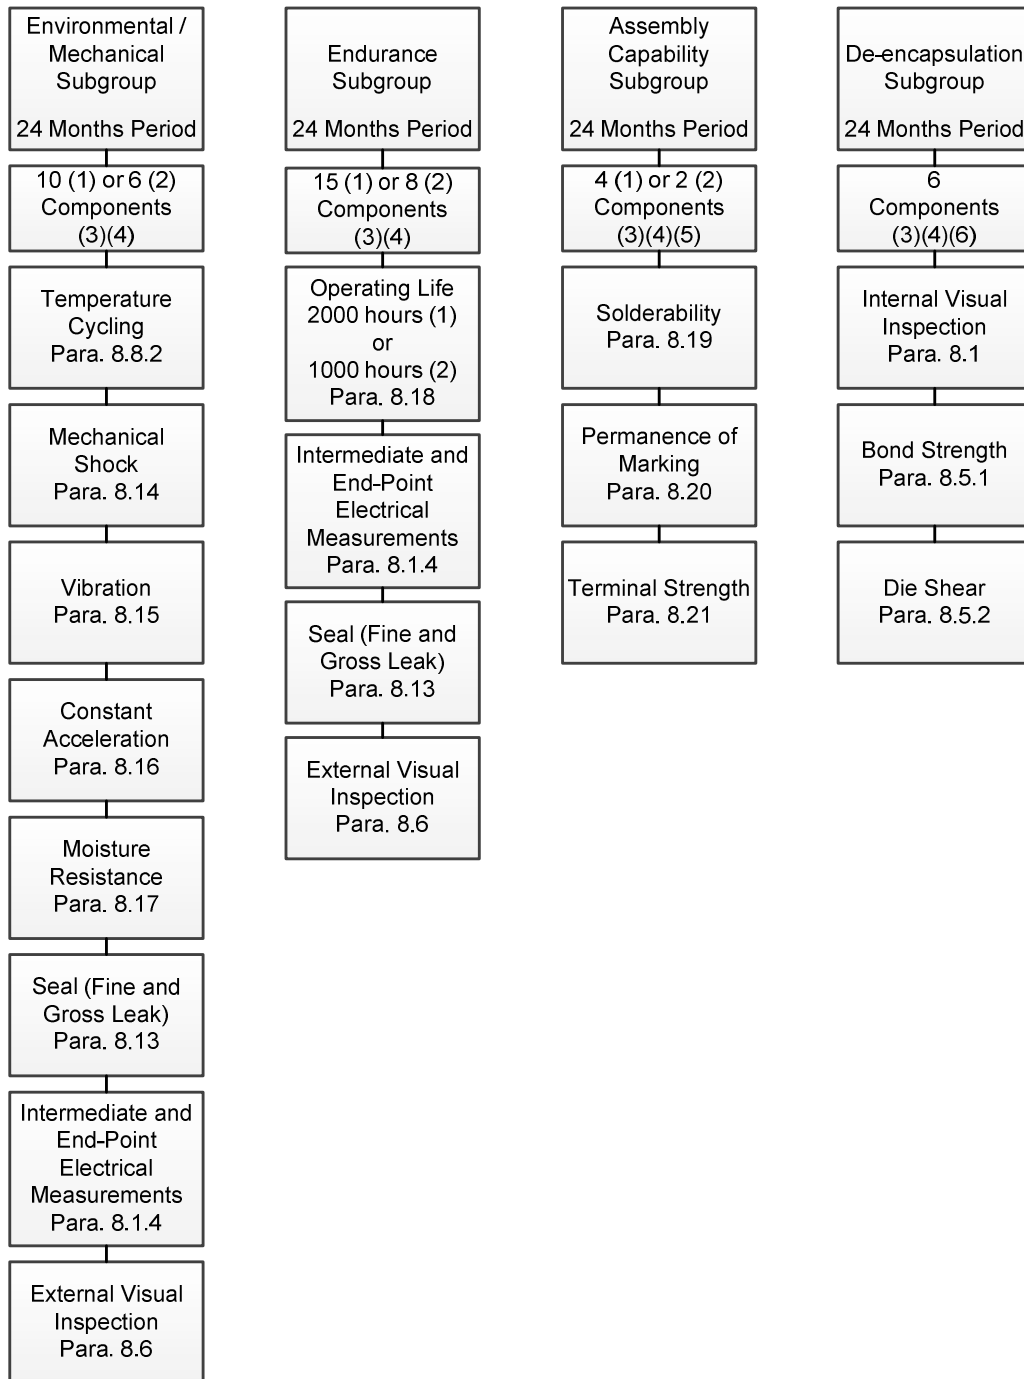 Environmental /
Mechanical
Subgroup
24 Months Period
10 (1) or 6 (2)
Components
(3)(4)
Temperature
Cycling
Para. 8.8.2
Mechanical
Shock
Para. 8.14
Vibration
Para. 8.15
Constant
Acceleration
Para. 8.16
Moisture
Resistance
Para. 8.17
Seal (Fine and
Gross Leak)
Para. 8.13
Intermediate and
End-Point
Electrical
Measurements
Para. 8.1.4
External Visual
Inspection
Para. 8.6
Endurance
Subgroup
24 Months Period
15 (1) or 8 (2)
Components
(3)(4)
Operating Life
2000 hours (1)
or
1000 hours (2)
Para. 8.18
Intermediate and
End-Point
Electrical
Measurements
Para. 8.1.4
Seal (Fine and
Gross Leak)
Para. 8.13
External Visual
Inspection
Para. 8.6
Assembly
Capability
Subgroup
24 Months Period
4 (1) or 2 (2)
Components
(3)(4)(5)
Solderability
Para. 8.19
Permanence of
Marking
Para. 8.20
Terminal Strength
Para. 8.21
De-encapsulation
Subgroup
24 Months Period
6
Components
(3)(4)(6)
Internal Visual
Inspection
Para. 8.1
Bond Strength
Para. 8.5.1
Die Shear
Para. 8.5.2